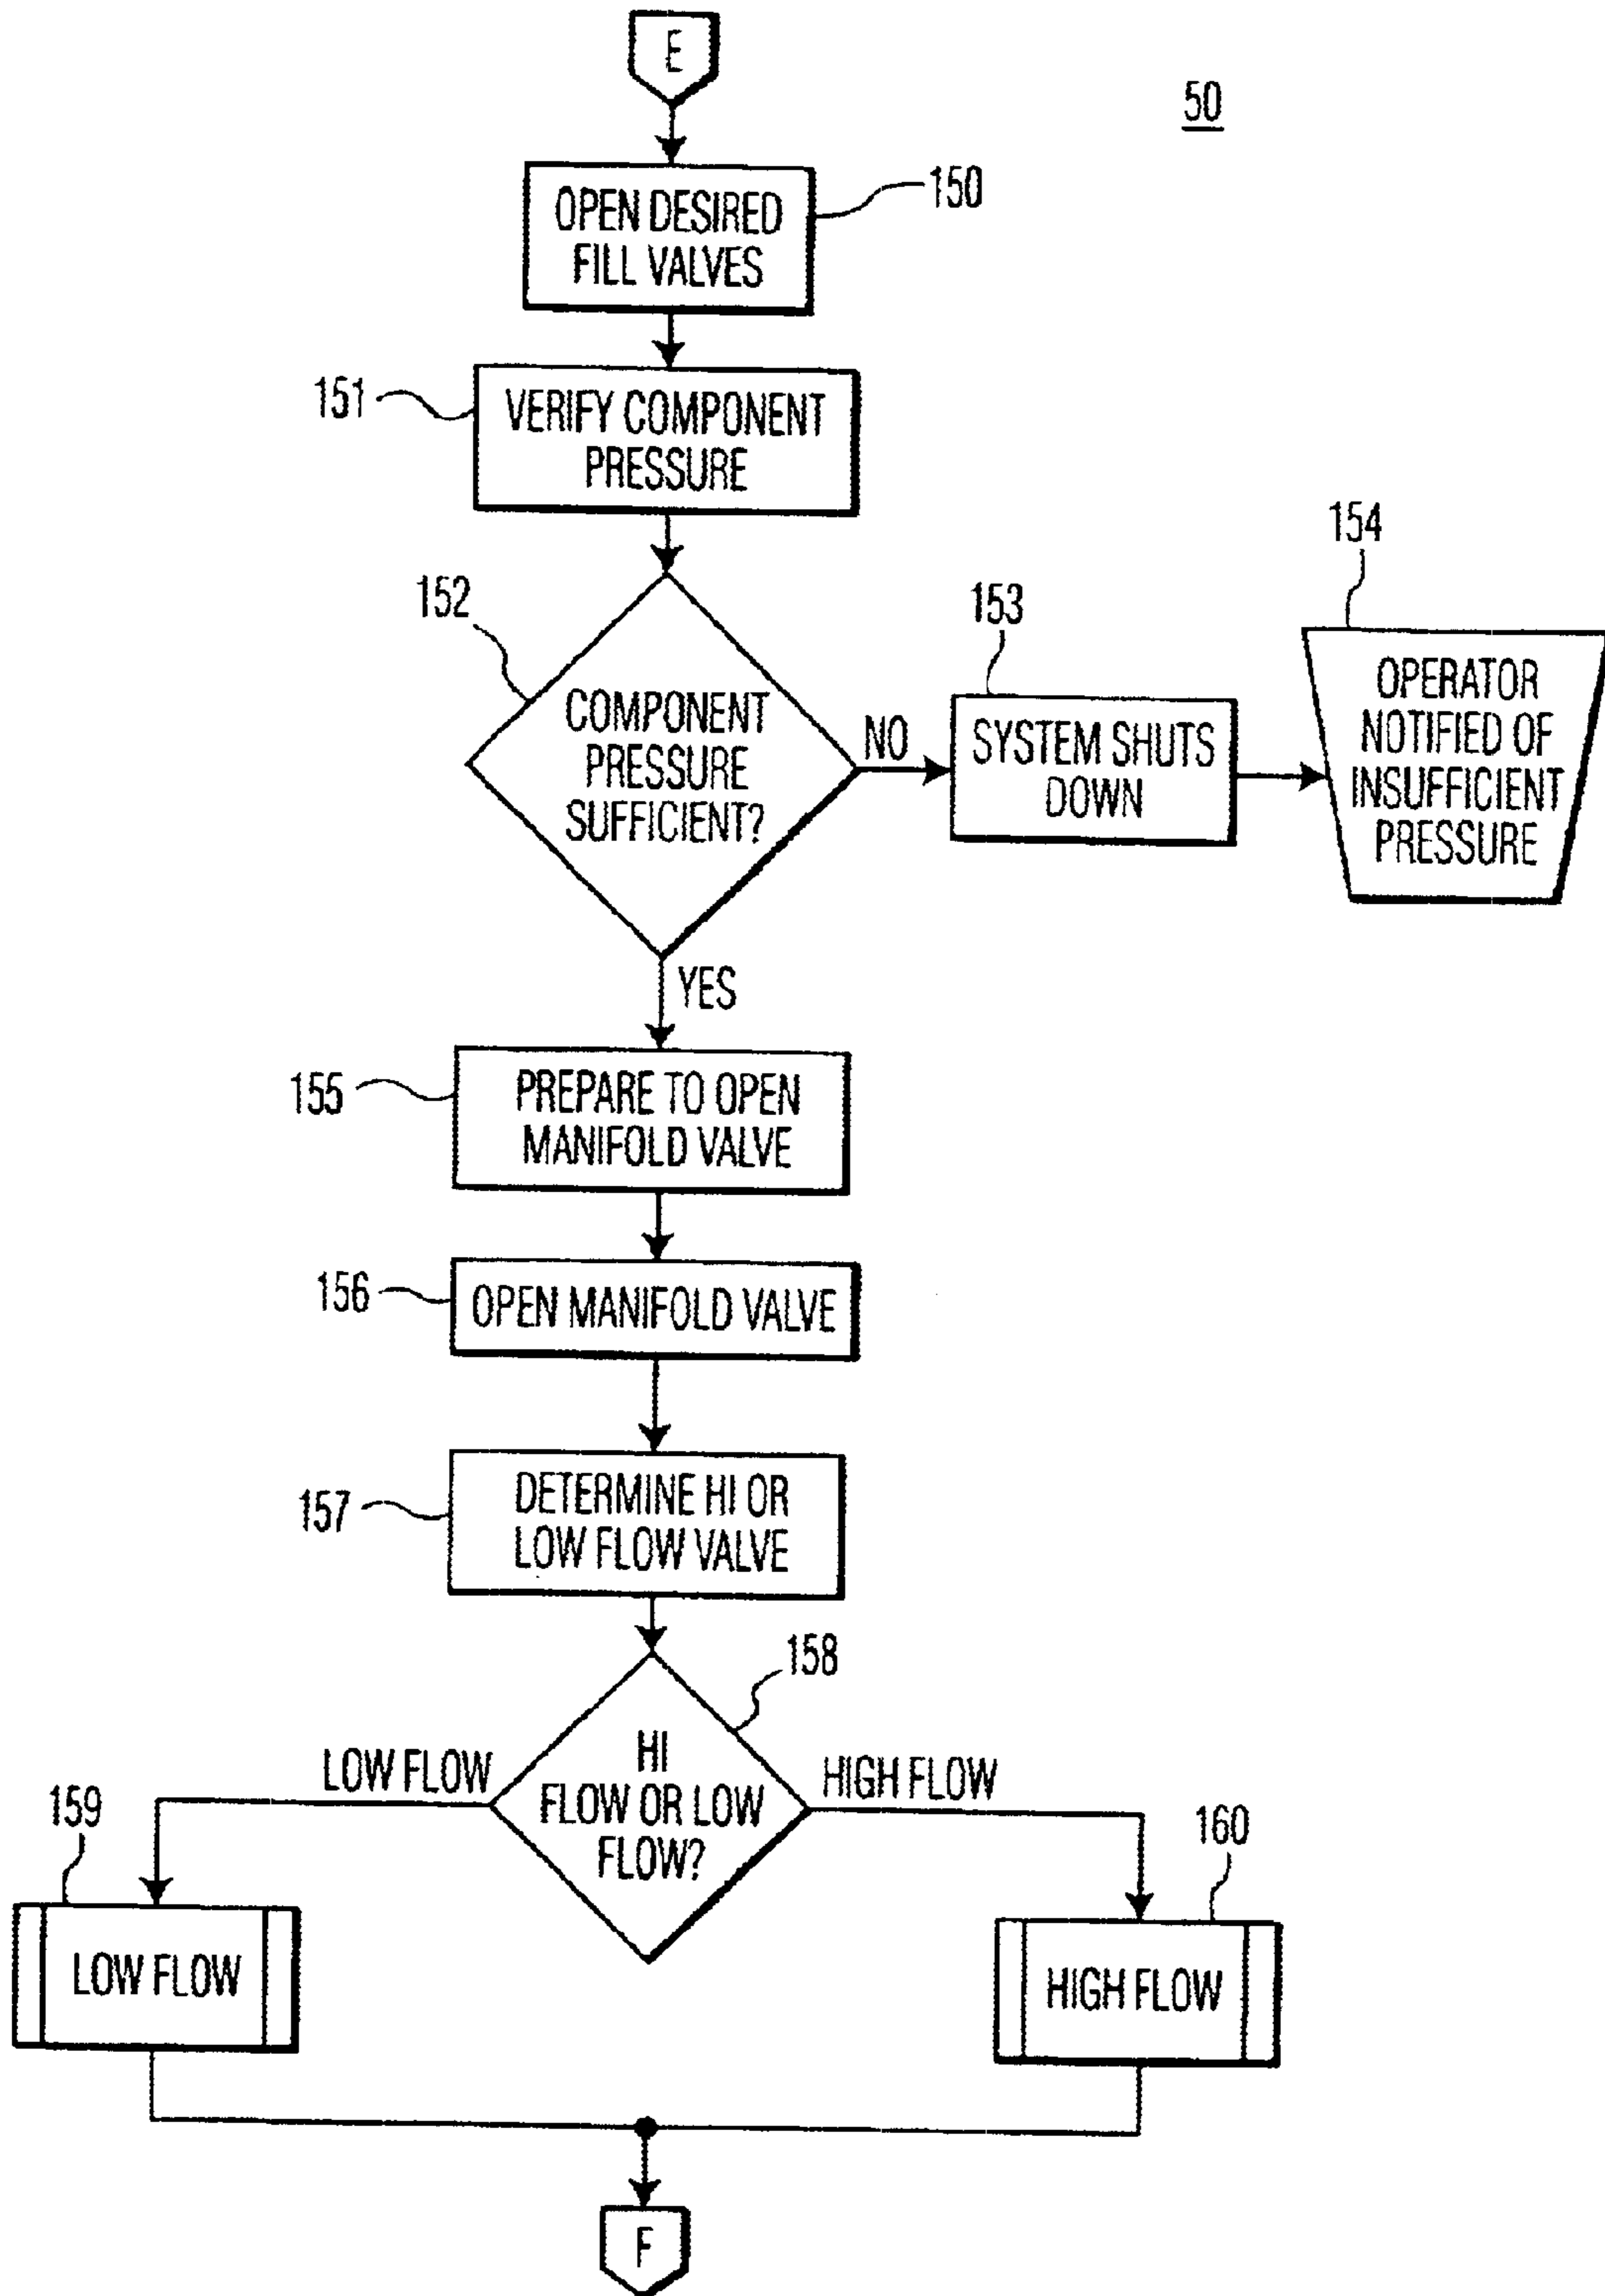 E
50
150
OPEN DESIRED
FILL VALVES
151
VERIFY COMPONENT
PRESSURE
152
COMPONENT
PRESSURE
SUFFICIENT?
NO
153
SYSTEM SHUTS
DOWN
154
OPERATOR
NOTIFIED OF
INSUFFICIENT
PRESSURE
YES
155
PREPARE TO OPEN
MANIFOLD VALVE
156
OPEN MANIFOLD VALVE
157
DETERMINE HI OR
LOW FLOW VALVE
158
HI
FLOW OR LOW
FLOW?
LOW FLOW
HIGH FLOW
159
LOW FLOW
160
HIGH FLOW
F